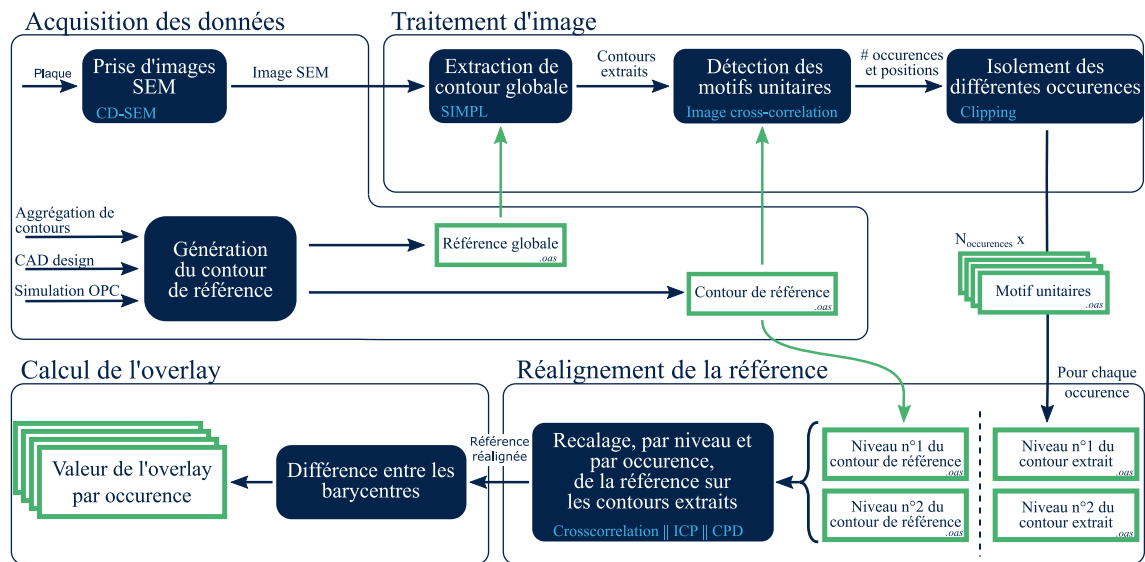 Acquisition des données
Traitement d'image
Plaque
Prise d'images
SEM
CD-SEM
Image SEM
Extraction de
contour globale
SIMPL
Contours
extraits
Détection des
motifs unitaires
Image cross-correlation
# occurences
et positions
Isolement des
différentes occurences
Clipping
Aggrégation de
contours
CAD design
Simulation OPC
Génération
du contour
de référence
Référence globale
.oas
Contour de référence
.oas
Noccurences x
Motif unitaires
.oas
Pour chaque
occurence
Calcul de l'overlay
Réalignement de la référence
Valeur de l'overlay
par occurence
Différence entre les
barycentres
Référence
réalignée
Recalage, par niveau et
par occurence,
de la référence sur
les contours extraits
Crosscorrelation || ICP || CPD
Niveau n°1 du
contour de référence
.oas
Niveau n°2 du
contour de référence
.oas
Niveau n°1 du
contour extrait
.oas
Niveau n°2 du
contour extrait
.oas